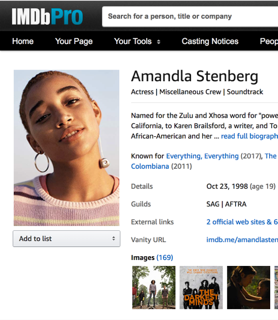 IMDbPro
Search for a person, title or company
Home Your Page Your Tools Casting Notices People
Amandla Stenberg
Actress | Miscellaneous Crew | Soundtrack
Named for the Zulu and Xhosa word for "powe
California, to Karen Brailsford, a writer, and To
African-American and her ... read full biograph
Known for Everything, Everything (2017), The
Colombiana (2011)
Details Oct 23, 1998 (age 19)
Guilds SAG | AFTRA
External links 2 official web sites & 6
Add to list
Vanity URL imdb.me/amandlasten
Images (169)
THE
DARKEST
MINDS